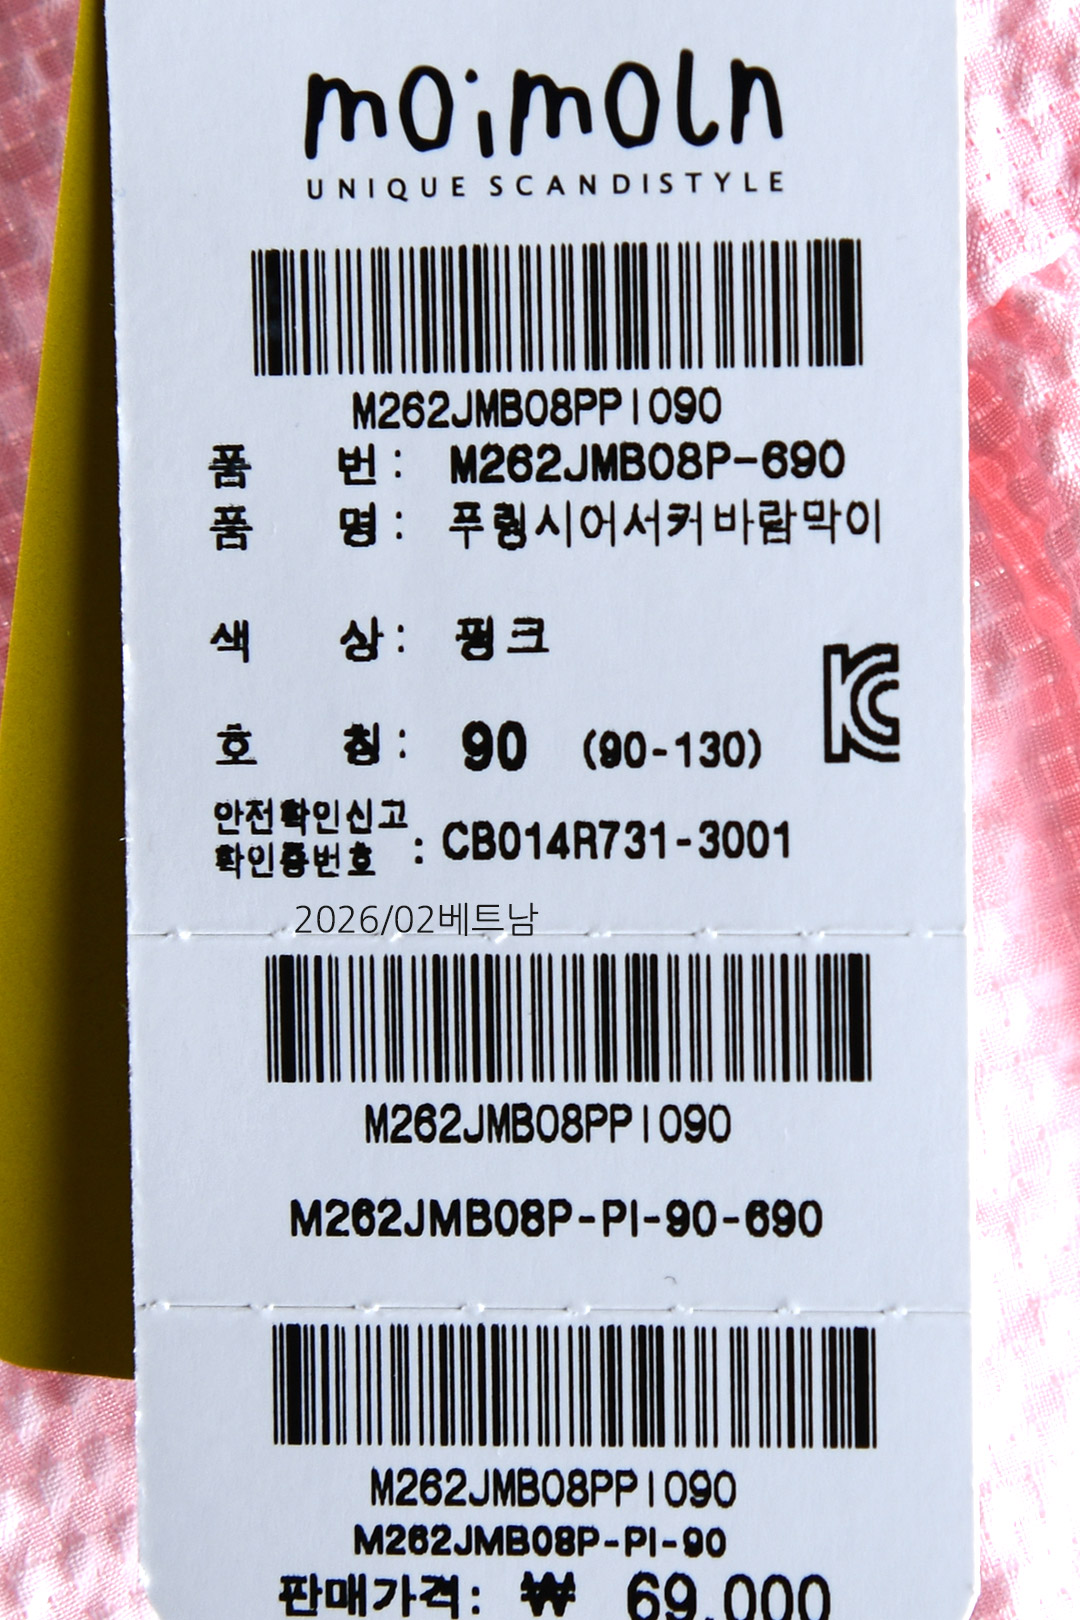 moimoln
UNIQUE SCANDISTYLE
M262JMB08PPI090
품 번 : M262JMB08P-690
품 명 : 푸링시어서커바람막이
색 상 : 핑크
호 칭 : 90 (90-130)
안전확인신고
확인증번호 : CB014R731-3001
2026/02베트남
M262JMB08PPI090
M262JMB08P-PI-90-690
M262JMB08PPI090
M262JMB08P-PI-90
판매가격: ₩ 69,000